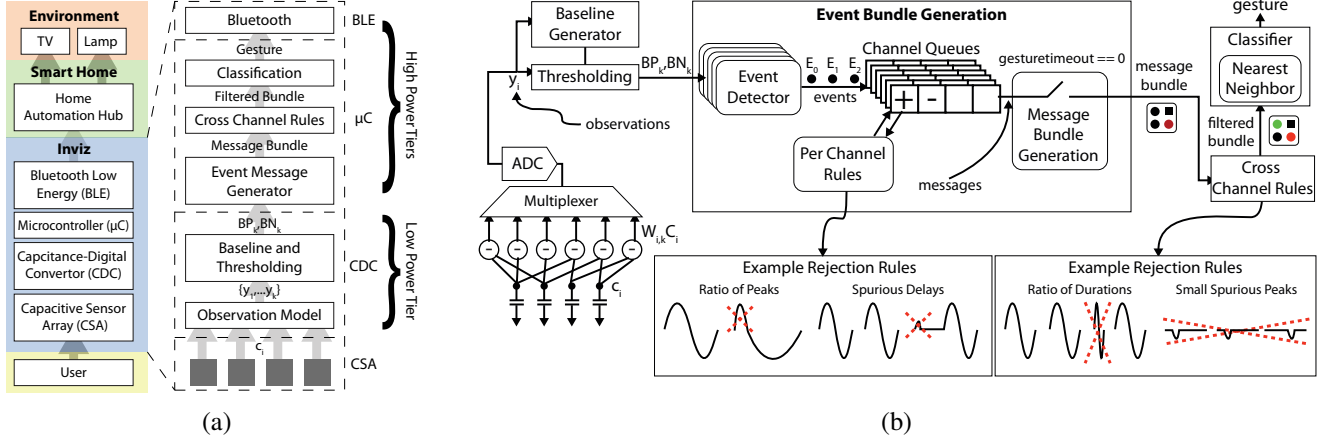 Environment
TV
Lamp
Smart Home
Home
Automation Hub
Inviz
Bluetooth Low
Energy (BLE)
Microcontroller (μC)
Capcitance-Digital
Convertor (CDC)
Capacitive Sensor
Array (CSA)
User
Bluetooth
BLE
Gesture
Classification
Filtered Bundle
Cross Channel Rules
μC
Message Bundle
Event Message
Generator
High Power Tiers
BPk,BNk
Baseline and
Thresholding
CDC
{y1,...yk}
Observation Model
Low Power Tier
ci
CSA
(a)
Baseline
Generator
yi
Thresholding
BPk,BNk
observations
ADC
Multiplexer
Wi,kCi
- - - - - -
ci
Event Bundle Generation
Event
Detector
E0 E1 E2
events
Channel Queues
+ -
Per Channel
Rules
gesturetimeout == 0
Message
Bundle
Generation
messages
message
bundle
gesture
Classifier
Nearest
Neighbor
filtered
bundle
Cross
Channel Rules
Example Rejection Rules
Ratio of Peaks
Spurious Delays
Example Rejection Rules
Ratio of Durations
Small Spurious Peaks
(b)